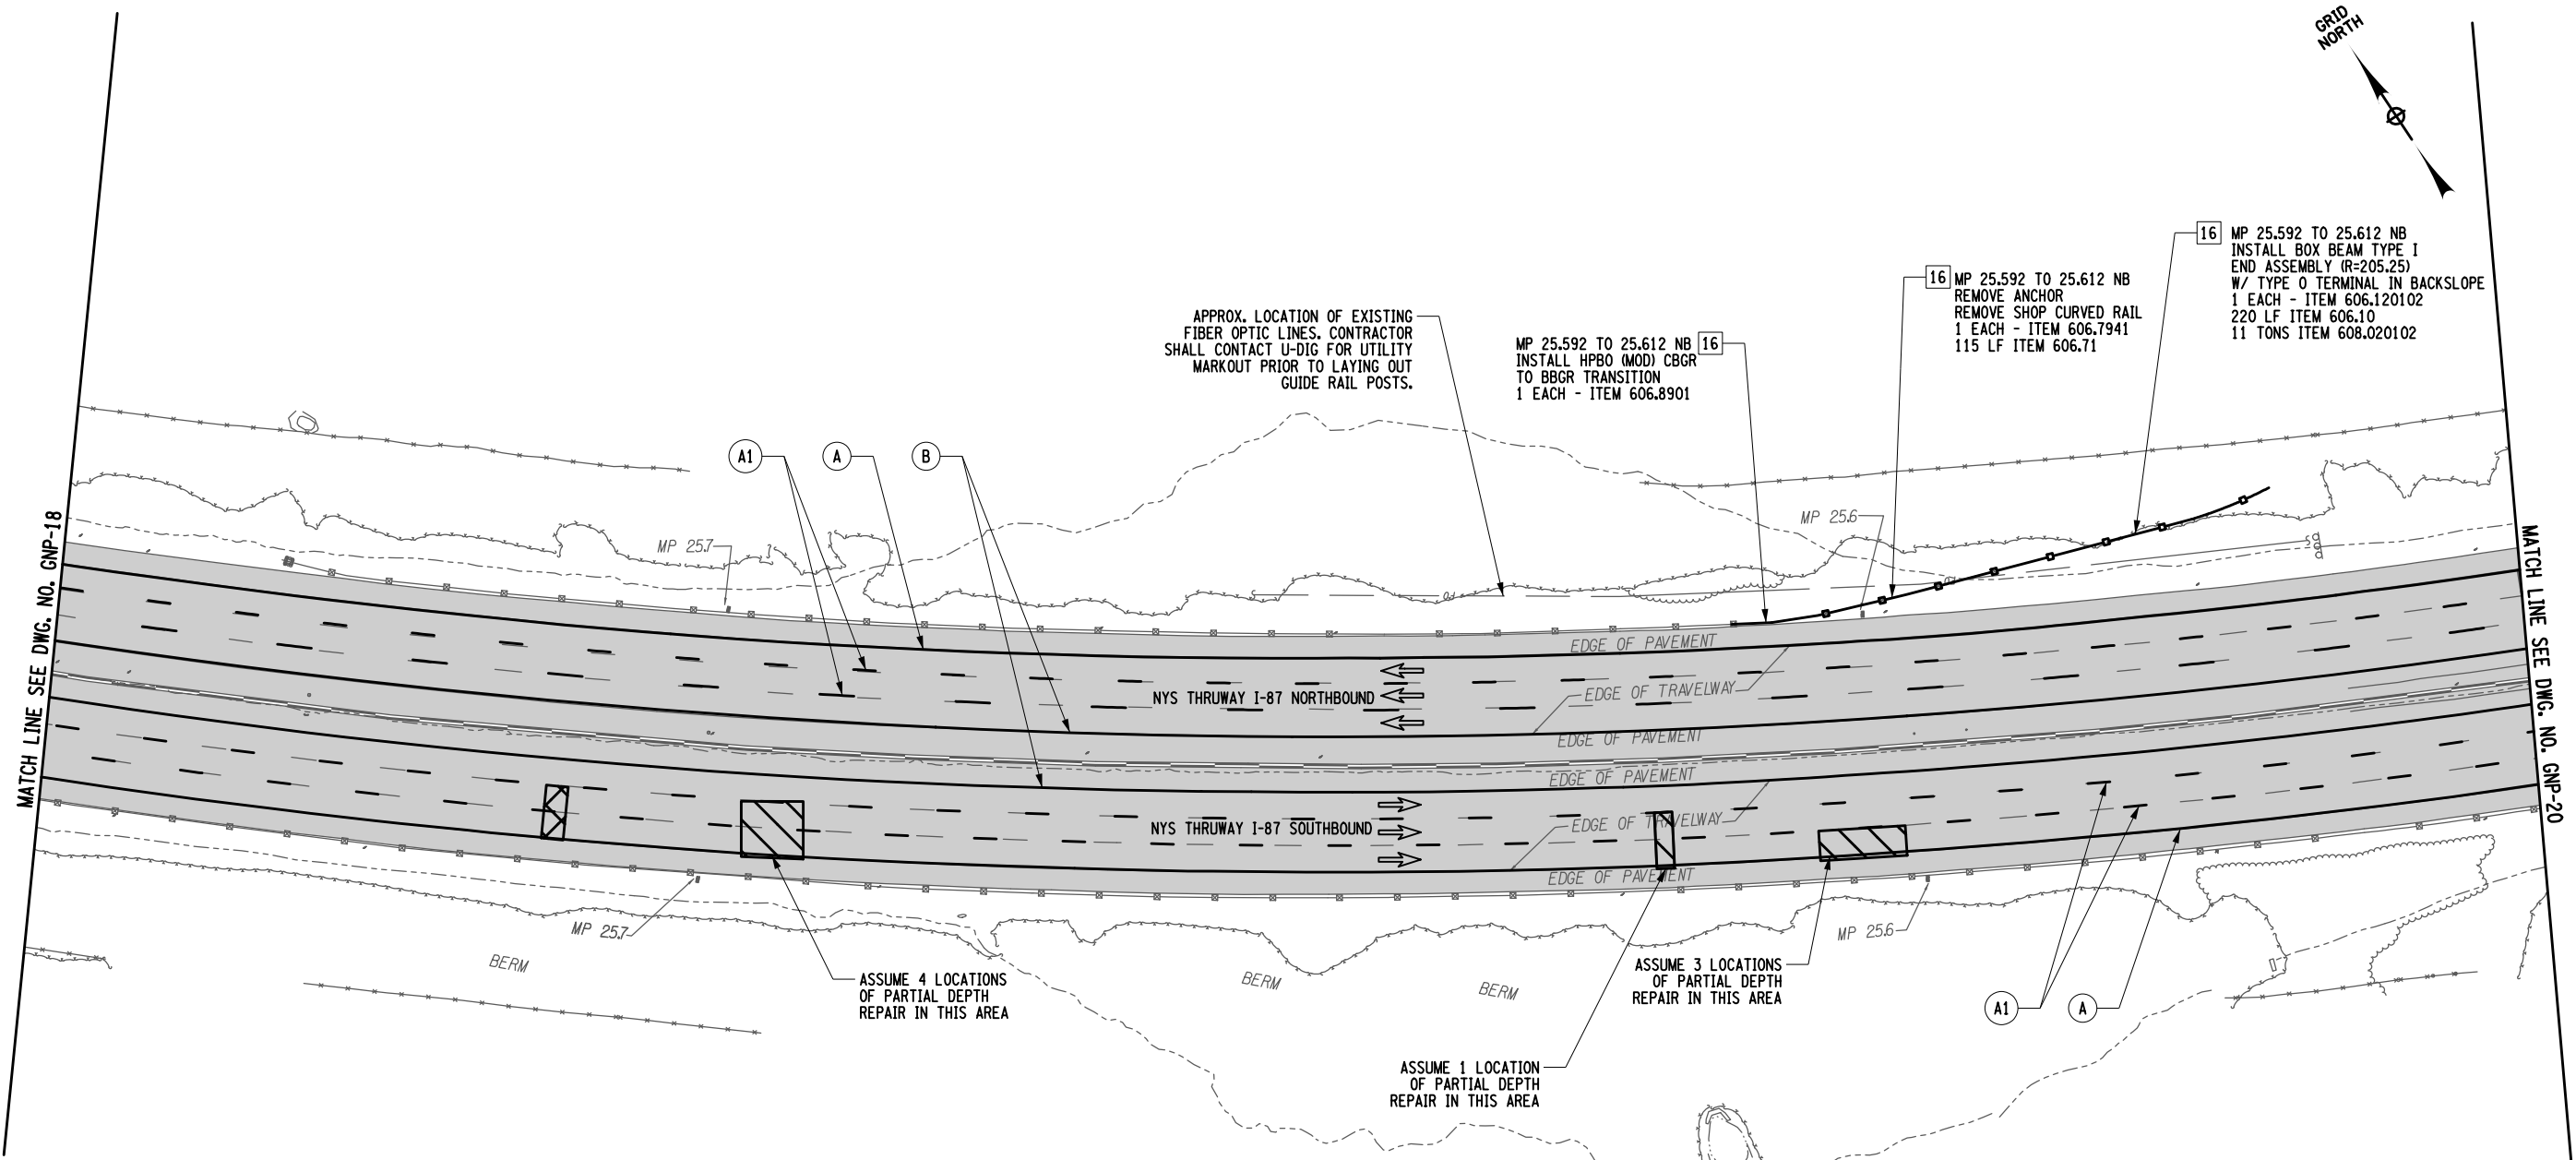 GRID
NORTH
16 MP 25.592 TO 25.612 NB
INSTALL BOX BEAM TYPE I
END ASSEMBLY (R=205.25)
W/ TYPE 0 TERMINAL IN BACKSLOPE
1 EACH - ITEM 606.120102
220 LF ITEM 606.10
11 TONS ITEM 608.020102
16 MP 25.592 TO 25.612 NB
REMOVE ANCHOR
REMOVE SHOP CURVED RAIL
1 EACH - ITEM 606.7941
115 LF ITEM 606.71
APPROX. LOCATION OF EXISTING
FIBER OPTIC LINES. CONTRACTOR
SHALL CONTACT U-DIG FOR UTILITY
MARKOUT PRIOR TO LAYING OUT
GUIDE RAIL POSTS.
MP 25.592 TO 25.612 NB 16
INSTALL HPBO (MOD) CBGR
TO BBGR TRANSITION
1 EACH - ITEM 606.8901
A1
A
B
MP 25.7
MP 25.6
MATCH LINE SEE DWG. NO. GNP-18
MATCH LINE SEE DWG. NO. GNP-20
EDGE OF PAVEMENT
EDGE OF TRAVELWAY
NYS THRUWAY I-87 NORTHBOUND
EDGE OF PAVEMENT
EDGE OF PAVEMENT
NYS THRUWAY I-87 SOUTHBOUND
EDGE OF TRAVELWAY
EDGE OF PAVEMENT
MP 25.7
MP 25.6
BERM
BERM
BERM
ASSUME 4 LOCATIONS
OF PARTIAL DEPTH
REPAIR IN THIS AREA
ASSUME 3 LOCATIONS
OF PARTIAL DEPTH
REPAIR IN THIS AREA
A1
A
ASSUME 1 LOCATION
OF PARTIAL DEPTH
REPAIR IN THIS AREA